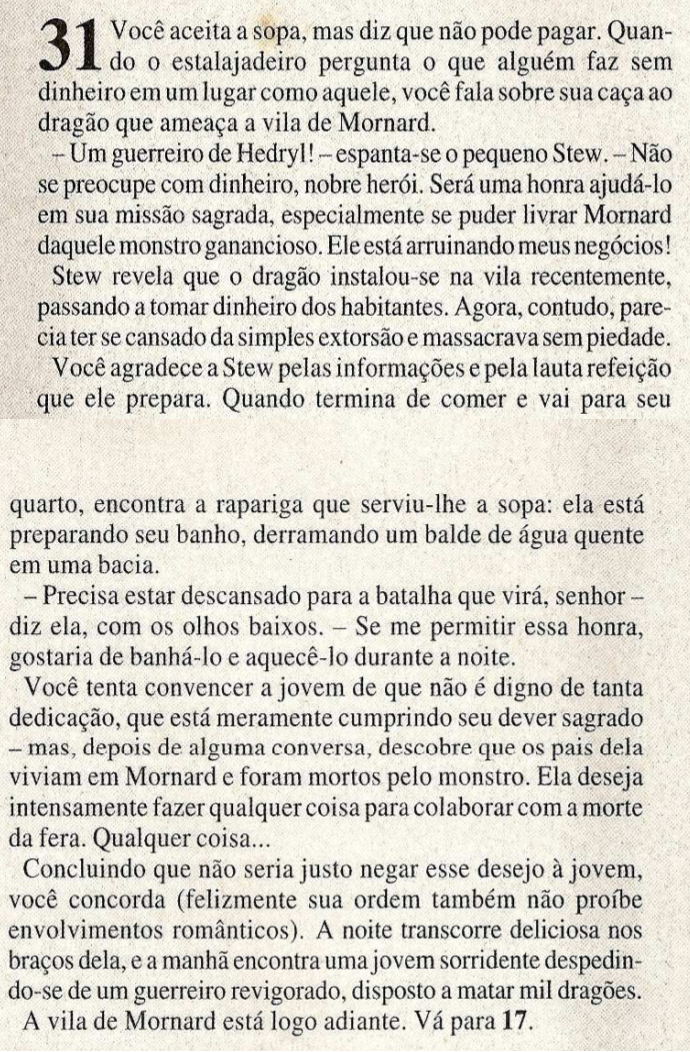 31 Você aceita a sopa, mas diz que não pode pagar. Quan-
do o estalajadeiro pergunta o que alguém faz sem
dinheiro em um lugar como aquele, você fala sobre sua caça ao
dragão que ameaça a vila de Mornard.
– Um guerreiro de Hedryl! – espanta-se o pequeno Stew. – Não
se preocupe com dinheiro, nobre herói. Será uma honra ajudá-lo
em sua missão sagrada, especialmente se puder livrar Mornard
daquele monstro ganancioso. Ele está arruinando meus negócios!
Stew revela que o dragão instalou-se na vila recentemente,
passando a tomar dinheiro dos habitantes. Agora, contudo, pare-
cia ter se cansado da simples extorsão e massacrava sem piedade.
Você agradece a Stew pelas informações e pela lauta refeição
que ele prepara. Quando termina de comer e vai para seu
quarto, encontra a rapariga que serviu-lhe a sopa: ela está
preparando seu banho, derramando um balde de água quente
em uma bacia.
– Precisa estar descansado para a batalha que virá, senhor –
diz ela, com os olhos baixos. – Se me permitir essa honra,
gostaria de banhá-lo e aquecê-lo durante a noite.
Você tenta convencer a jovem de que não é digno de tanta
dedicação, que está meramente cumprindo seu dever sagrado
– mas, depois de alguma conversa, descobre que os pais dela
viviam em Mornard e foram mortos pelo monstro. Ela deseja
intensamente fazer qualquer coisa para colaborar com a morte
da fera. Qualquer coisa...
Concluindo que não seria justo negar esse desejo à jovem,
você concorda (felizmente sua ordem também não proíbe
envolvimentos românticos). A noite transcorre deliciosa nos
braços dela, e a manhã encontra uma jovem sorridente despedin-
do-se de um guerreiro revigorado, disposto a matar mil dragões.
A vila de Mornard está logo adiante. Vá para 17.